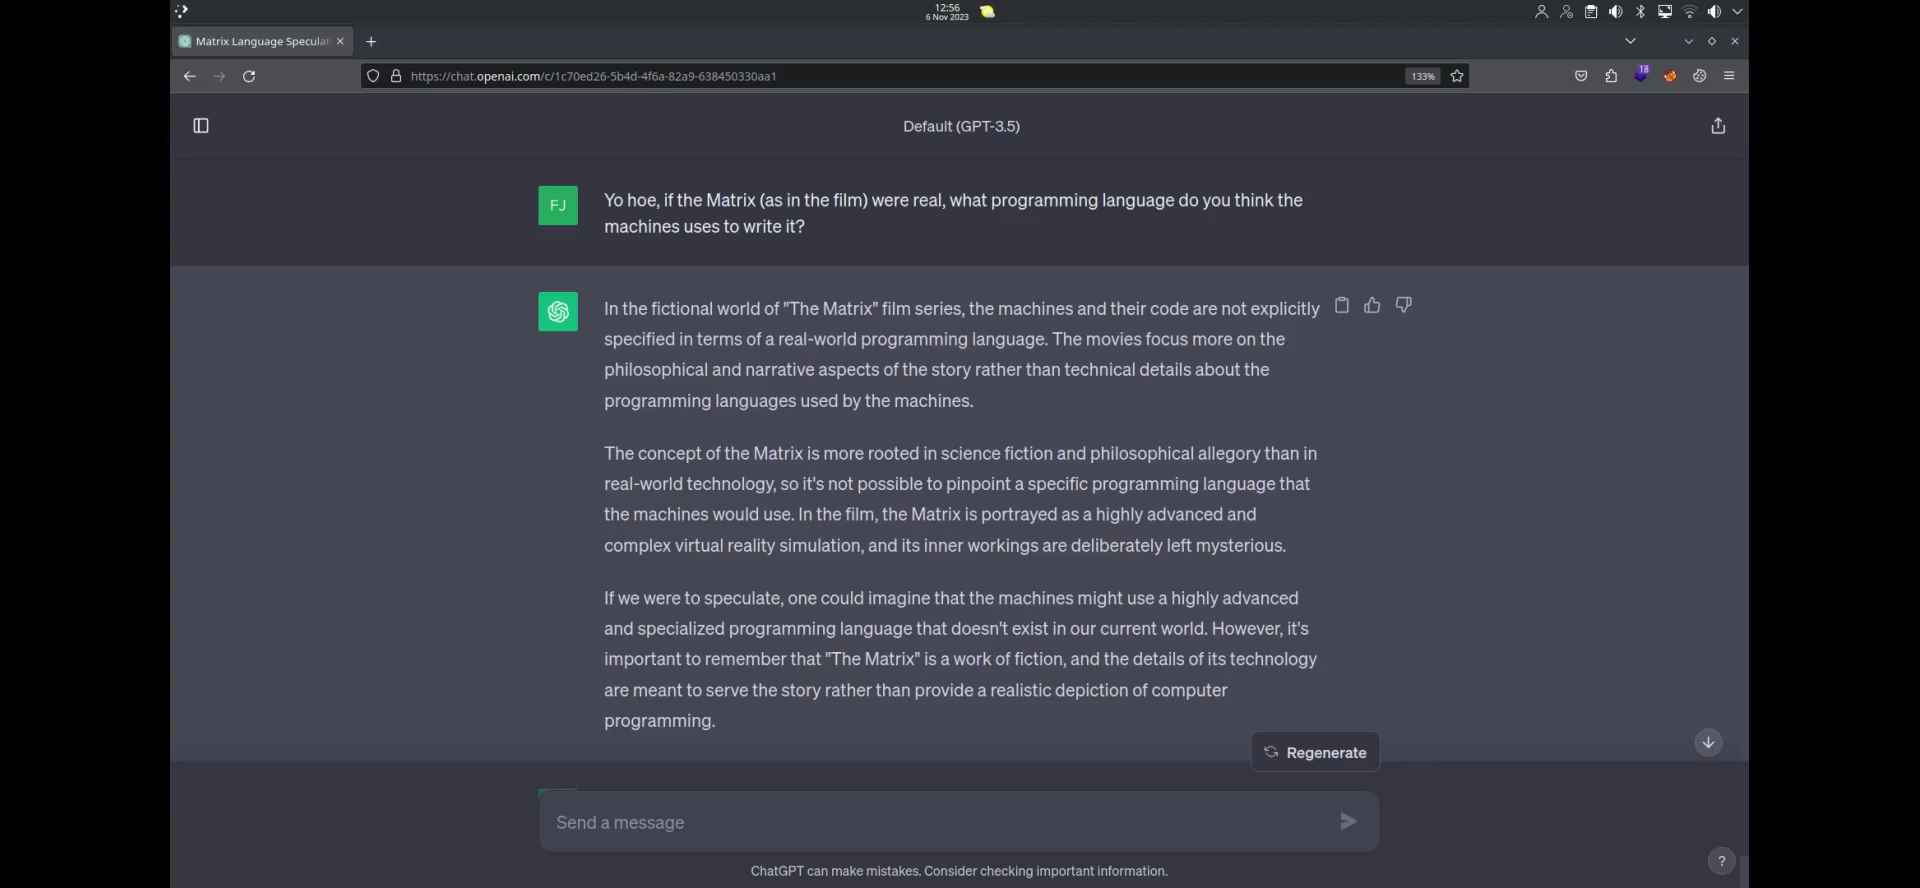 12:56
6 Nov 2023
Matrix Language Speculat
https://chat.openai.com/c/1c70ed26-5b4d-4f6a-82a9-638450330aa1
133%
18
Default (GPT-3.5)
FJ
Yo hoe, if the Matrix (as in the film) were real, what programming language do you think the
machines uses to write it?
In the fictional world of "The Matrix" film series, the machines and their code are not explicitly
specified in terms of a real-world programming language. The movies focus more on the
philosophical and narrative aspects of the story rather than technical details about the
programming languages used by the machines.
The concept of the Matrix is more rooted in science fiction and philosophical allegory than in
real-world technology, so it's not possible to pinpoint a specific programming language that
the machines would use. In the film, the Matrix is portrayed as a highly advanced and
complex virtual reality simulation, and its inner workings are deliberately left mysterious.
If we were to speculate, one could imagine that the machines might use a highly advanced
and specialized programming language that doesn't exist in our current world. However, it's
important to remember that "The Matrix" is a work of fiction, and the details of its technology
are meant to serve the story rather than provide a realistic depiction of computer
programming.
Regenerate
Send a message
ChatGPT can make mistakes. Consider checking important information.
?